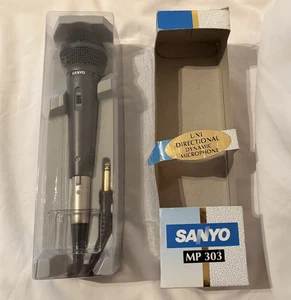 SANYO
UNI
DIRECTIONAL
DYNAMIC
MICROPHONE
SANYO
MP 303